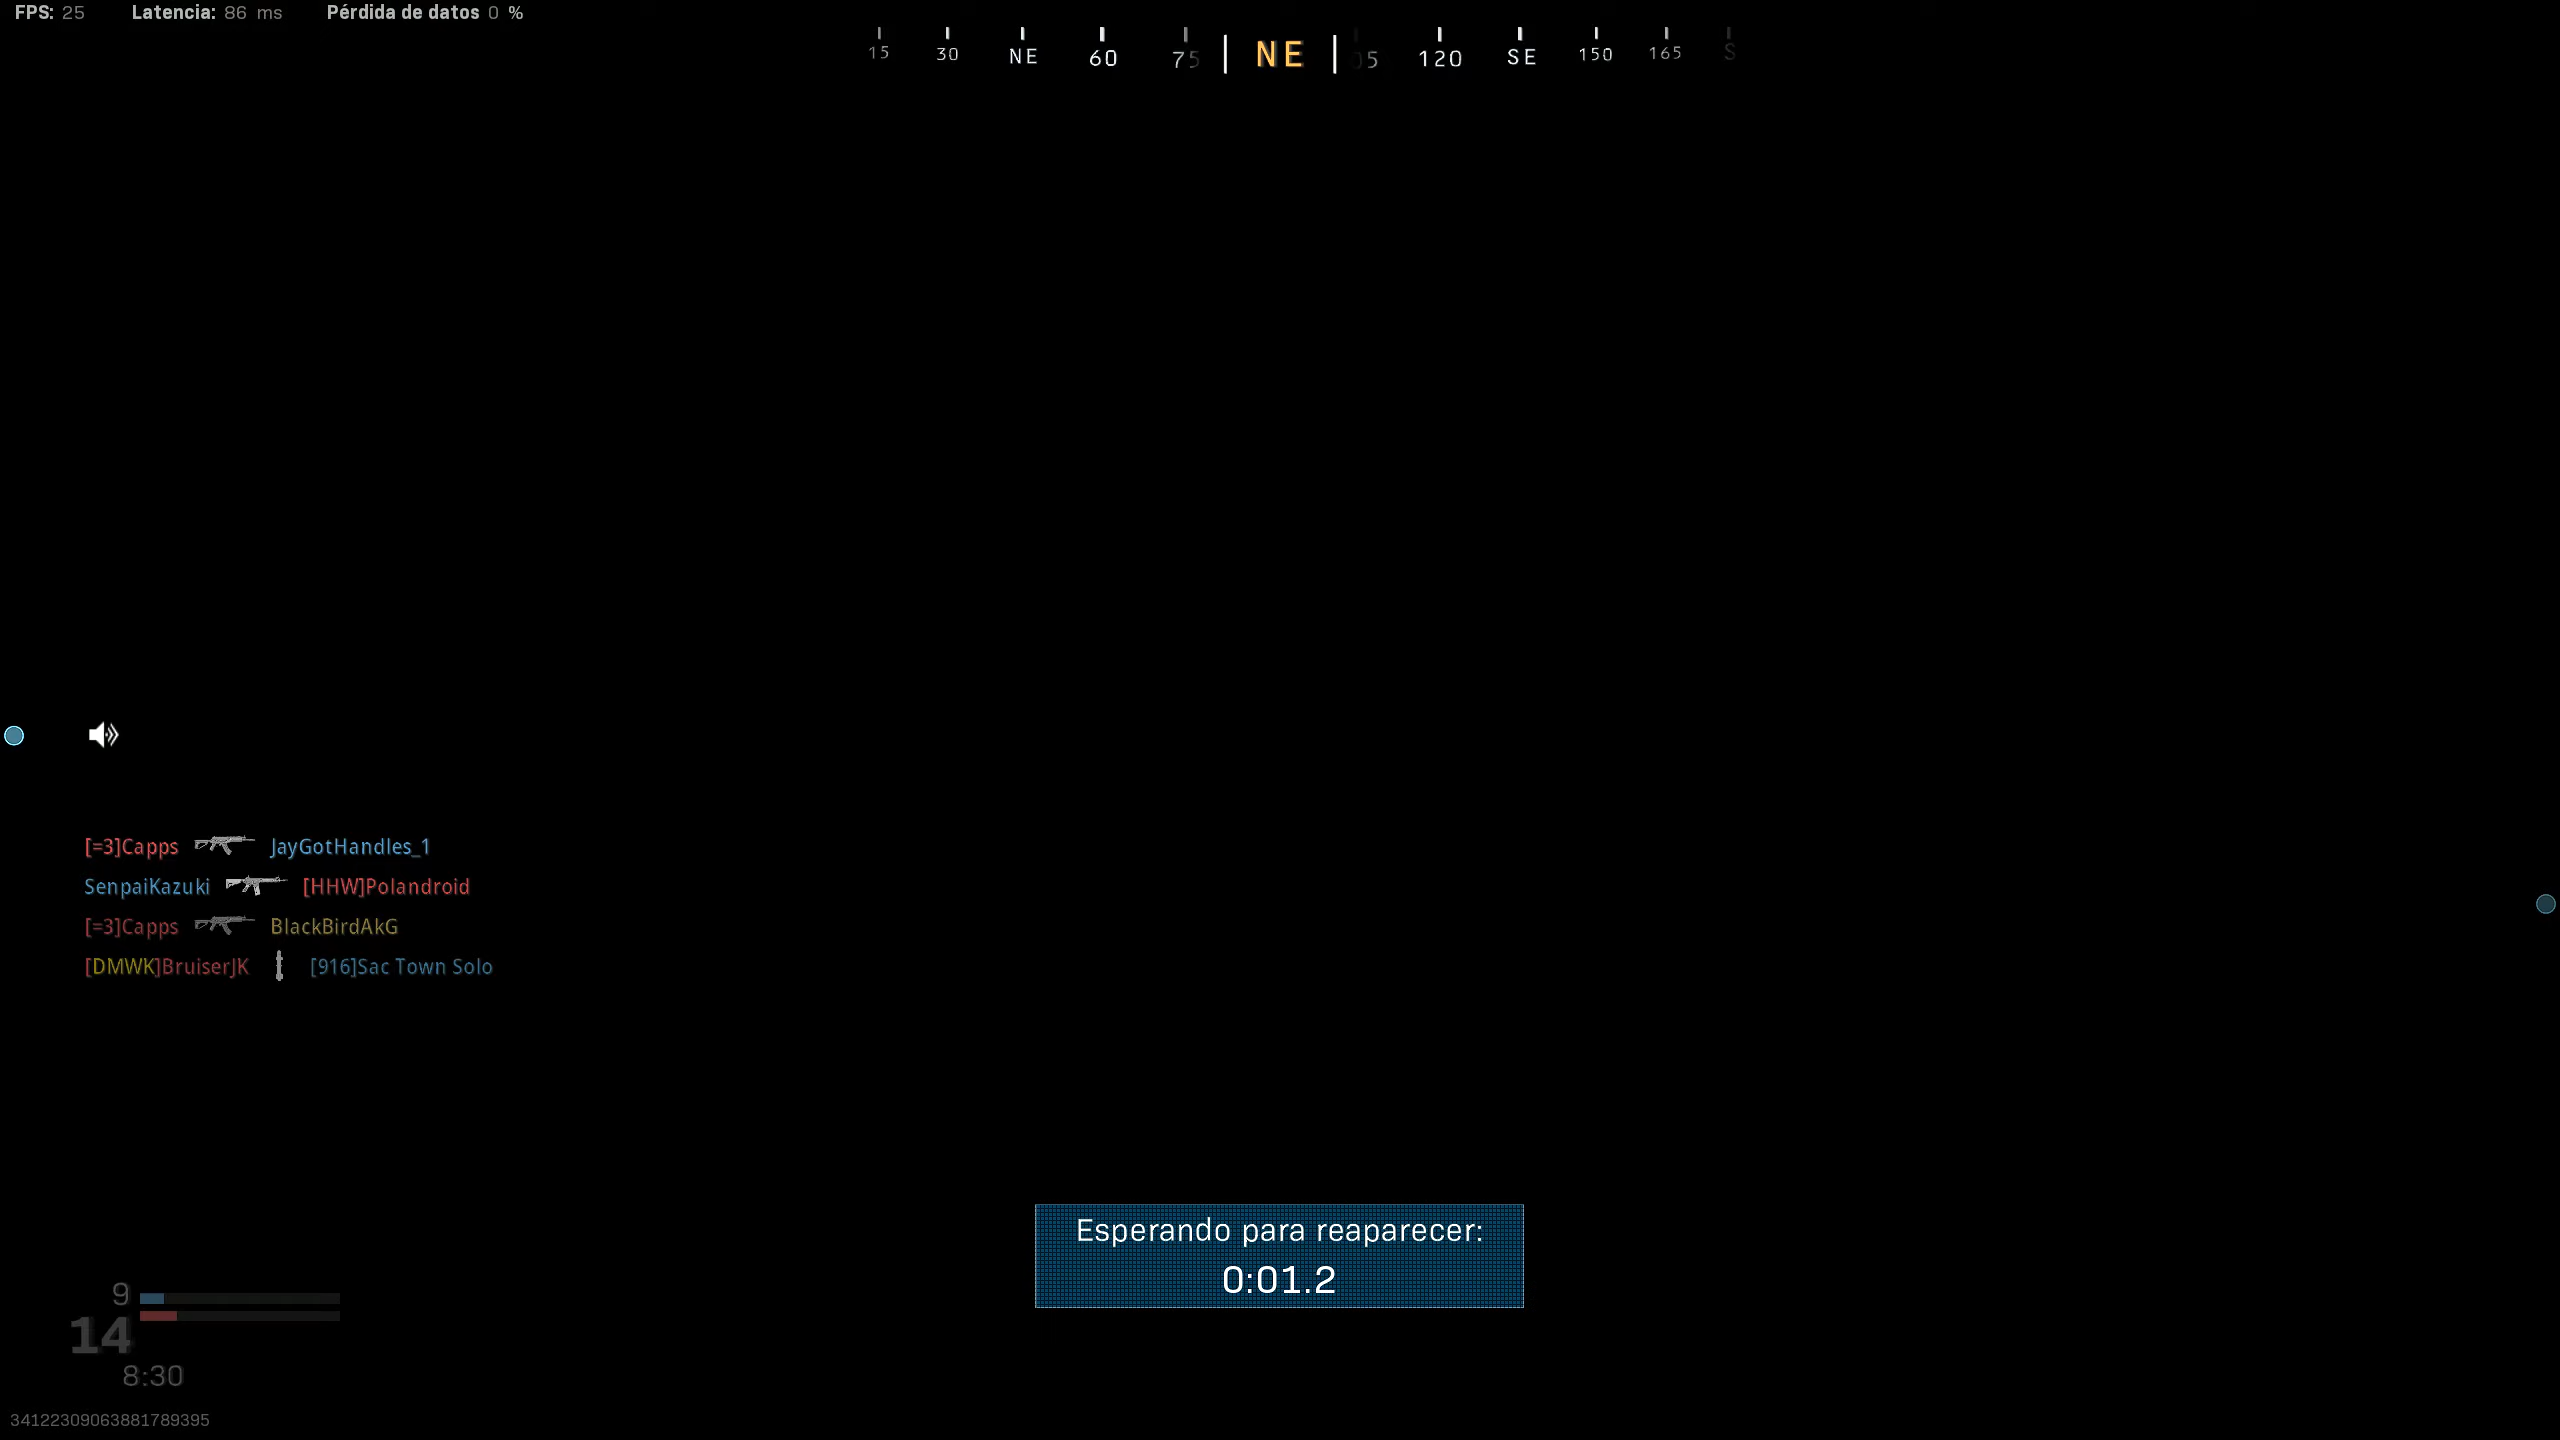 FPS: 25 Latencia: 86 ms Pérdida de datos 0 %
15 30 NE 60 75 NE 05 120 SE 150 165 S
[=3]Capps JayGotHandles_1
SenpaiKazuki [HHW]Polandroid
[=3]Capps BlackBirdAkG
[DMWK]BruiserJK [916]Sac Town Solo
Esperando para reaparecer:
0:01.2
9
14
8:30
34122309063881789395